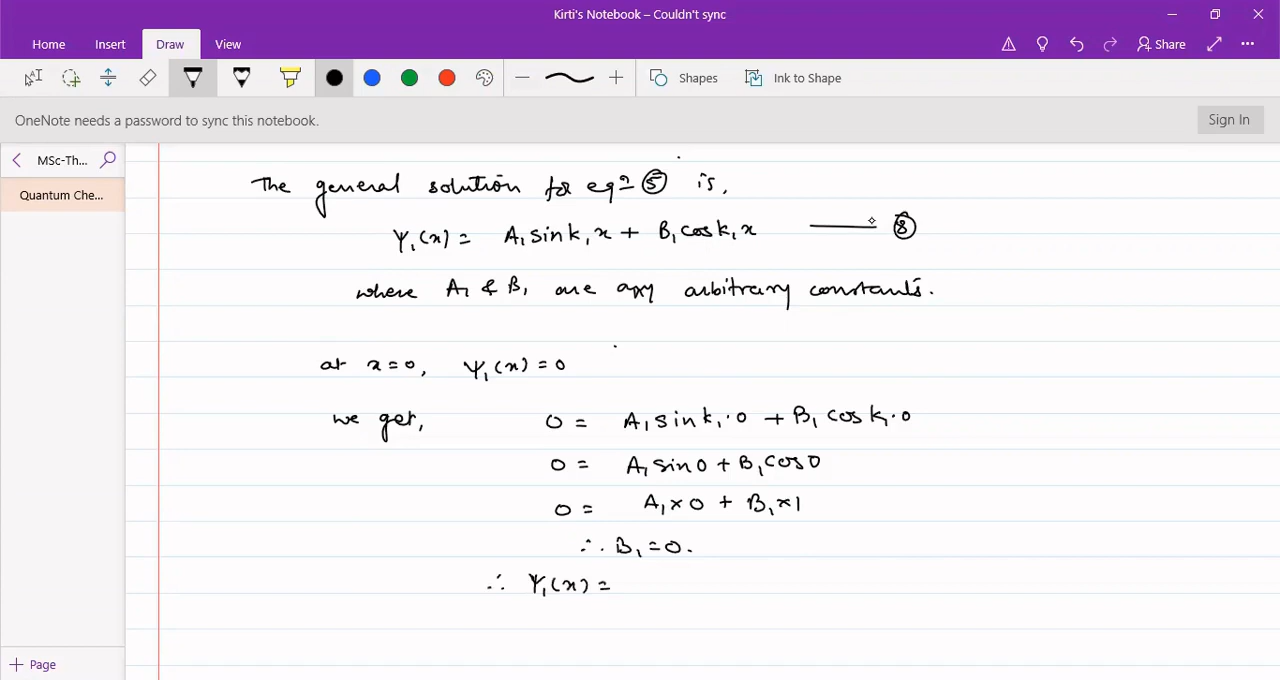 Kirti's Notebook – Couldn't sync
Home Insert Draw View Share
Shapes Ink to Shape
OneNote needs a password to sync this notebook. Sign In
MSc-Th...
Quantum Che...
The general solution for eqn ⑤ is,
Ψ₁(x) = A₁ sin k₁ x + B₁ cos k₁ x ——— ⑧
where A₁ & B₁ are any arbitrary constants.
at x = 0, Ψ₁(x) = 0
we get, 0 = A₁ sin k₁ · 0 + B₁ cos k₁ · 0
0 = A₁ sin 0 + B₁ cos 0
0 = A₁ × 0 + B₁ × 1
∴ B₁ = 0.
∴ Ψ₁(x) =
+ Page